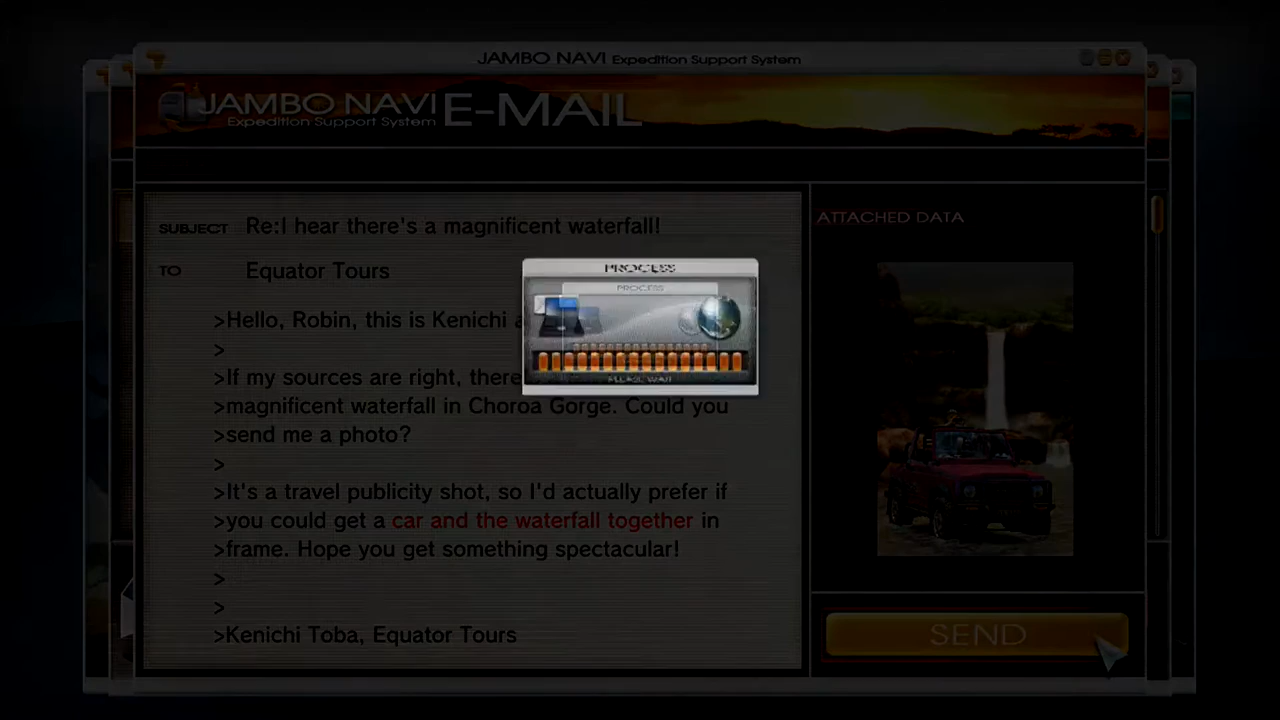 JAMBO NAVI Expedition Support System
JAMBO NAVI E-MAIL
Expedition Support System
SUBJECT Re:I hear there's a magnificent waterfall!
TO Equator Tours
ATTACHED DATA
PROCESS
PROCESS
PLEASE WAIT
>Hello, Robin, this is Kenichi
>
>If my sources are right, there
>magnificent waterfall in Choroa Gorge. Could you
>send me a photo?
>
>It's a travel publicity shot, so I'd actually prefer if
>you could get a car and the waterfall together in
>frame. Hope you get something spectacular!
>
>
>Kenichi Toba, Equator Tours
SEND